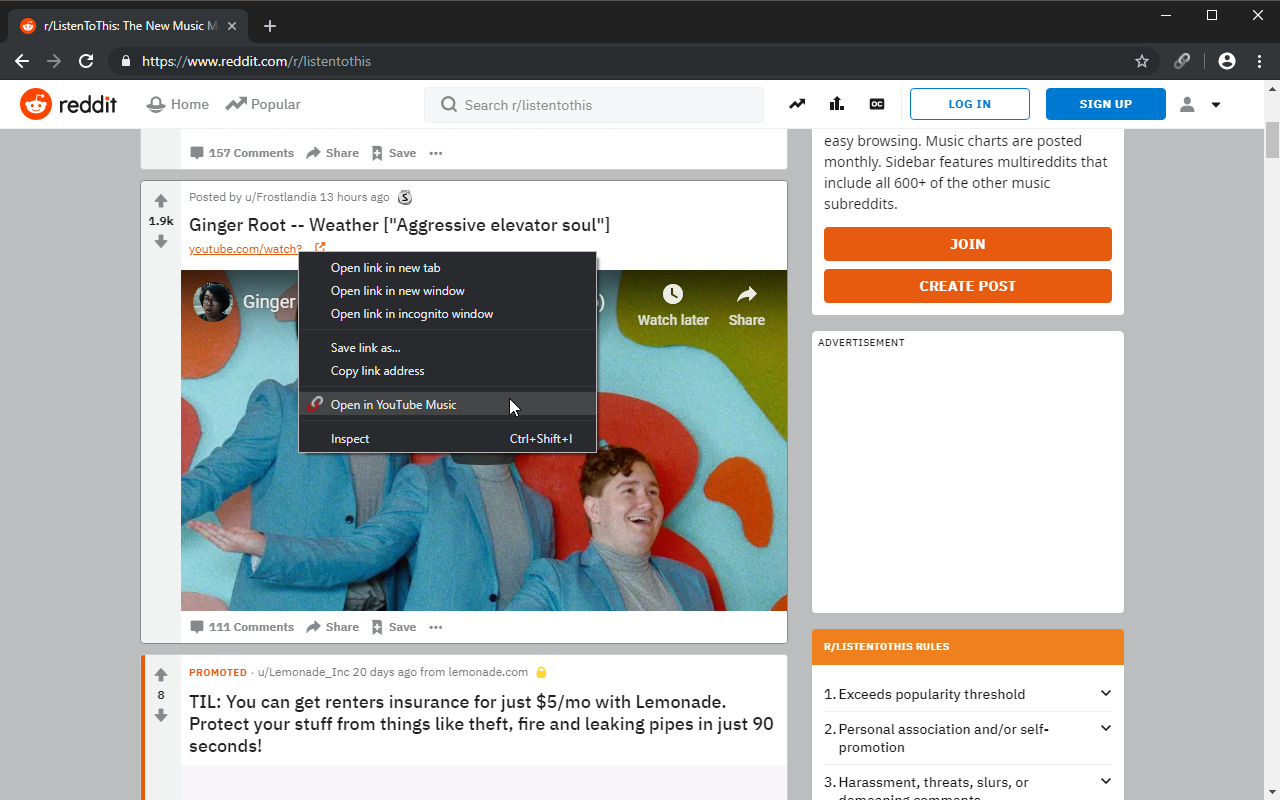 r/ListenToThis: The New Music M
https://www.reddit.com/r/listentothis
reddit
Home
Popular
Search r/listentothis
OC
LOG IN
SIGN UP
157 Comments
Share
Save
Posted by u/Frostlandia 13 hours ago
S
1.9k
Ginger Root -- Weather ["Aggressive elevator soul"]
youtube.com/watch?
Ginger
)
Watch later
Share
Open link in new tab
Open link in new window
Open link in incognito window
Save link as...
Copy link address
Open in YouTube Music
Inspect Ctrl+Shift+I
111 Comments
Share
Save
PROMOTED · u/Lemonade_Inc 20 days ago from lemonade.com
8
TIL: You can get renters insurance for just $5/mo with Lemonade.
Protect your stuff from things like theft, fire and leaking pipes in just 90
seconds!
easy browsing. Music charts are posted
monthly. Sidebar features multireddits that
include all 600+ of the other music
subreddits.
JOIN
CREATE POST
ADVERTISEMENT
R/LISTENTOTHIS RULES
1. Exceeds popularity threshold
2. Personal association and/or self-
promotion
3. Harassment, threats, slurs, or
demeaning comments